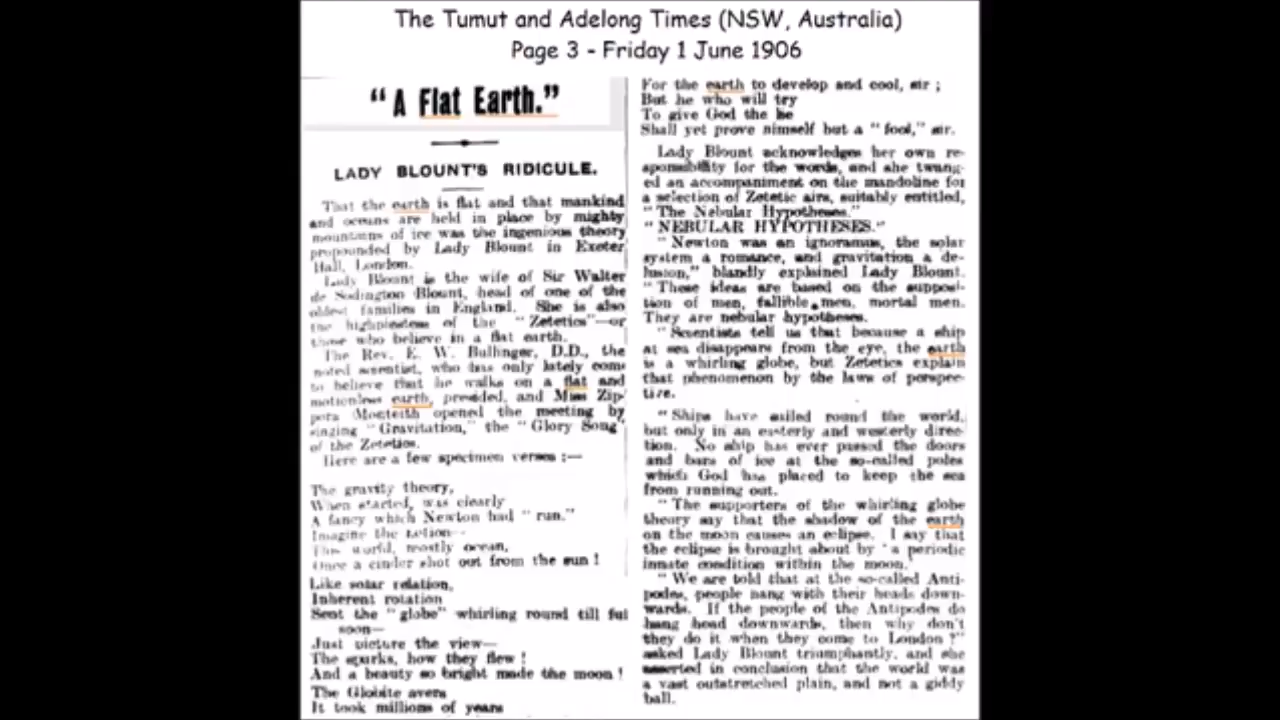 The Tumut and Adelong Times (NSW, Australia)
Page 3 - Friday 1 June 1906
"A Flat Earth."
LADY BLOUNT'S RIDICULE.
That the earth is flat and that mankind
and oceans are held in place by mighty
mountains of ice was the ingenious theory
propounded by Lady Blount in Exeter
Hall, London.
Lady Blount is the wife of Sir Walter
de Sodington Blount, head of one of the
oldest families in England. She is also
the highpriestess of the "Zetetics"—or
those who believe in a flat earth.
The Rev. E. W. Bullinger, D.D., the
noted scientist, who has only lately come
to believe that he walks on a flat and
motionless earth, presided, and Miss Zip
pora Monteith opened the meeting by
singing "Gravitation," the "Glory Song"
of the Zetetics.
Here are a few specimen verses :—
The gravity theory,
When started, was clearly
A fancy which Newton had "run."
Imagine the notion—
This world, mostly ocean,
Once a cinder shot out from the sun !
Like solar relation,
Inherent rotation
Sent the "globe" whirling round till ful
soon—
Just picture the view—
The sparks, how they flew !
And a beauty so bright made the moon !
The Globite avers
It took millions of years
For the earth to develop and cool, sir ;
But he who will try
To give God the lie
Shall yet prove himself but a "fool," sir.
Lady Blount acknowledges her own re-
sponsibility for the words, and she twang-
ed an accompaniment on the mandoline for
a selection of Zetetic airs, suitably entitled,
"The Nebular Hypotheses."
"NEBULAR HYPOTHESES."
"Newton was an ignoramus, the solar
system a romance, and gravitation a de-
lusion," blandly explained Lady Blount.
"These ideas are based on the supposi-
tion of men, fallible men, mortal men.
They are nebular hypotheses.
"Scientists tell us that because a ship
at sea disappears from the eye, the earth
is a whirling globe, but Zetetics explain
that phenomenon by the laws of perspec-
tive.
"Ships have sailed round the world,
but only in an easterly and westerly direc-
tion. No ship has ever passed the doors
and bars of ice at the so-called poles
which God has placed to keep the sea
from running out.
"The supporters of the whirling globe
theory say that the shadow of the earth
on the moon causes an eclipse. I say that
the eclipse is brought about by 'a periodic
innate condition within the moon.'
"We are told that at the so-called Anti-
podes, people hang with their heads down-
wards. If the people of the Antipodes do
hang head downwards, then why don't
they do it when they come to London ?"
asked Lady Blount triumphantly, and she
asserted in conclusion that the world was
a vast outstretched plain, and not a giddy
ball.